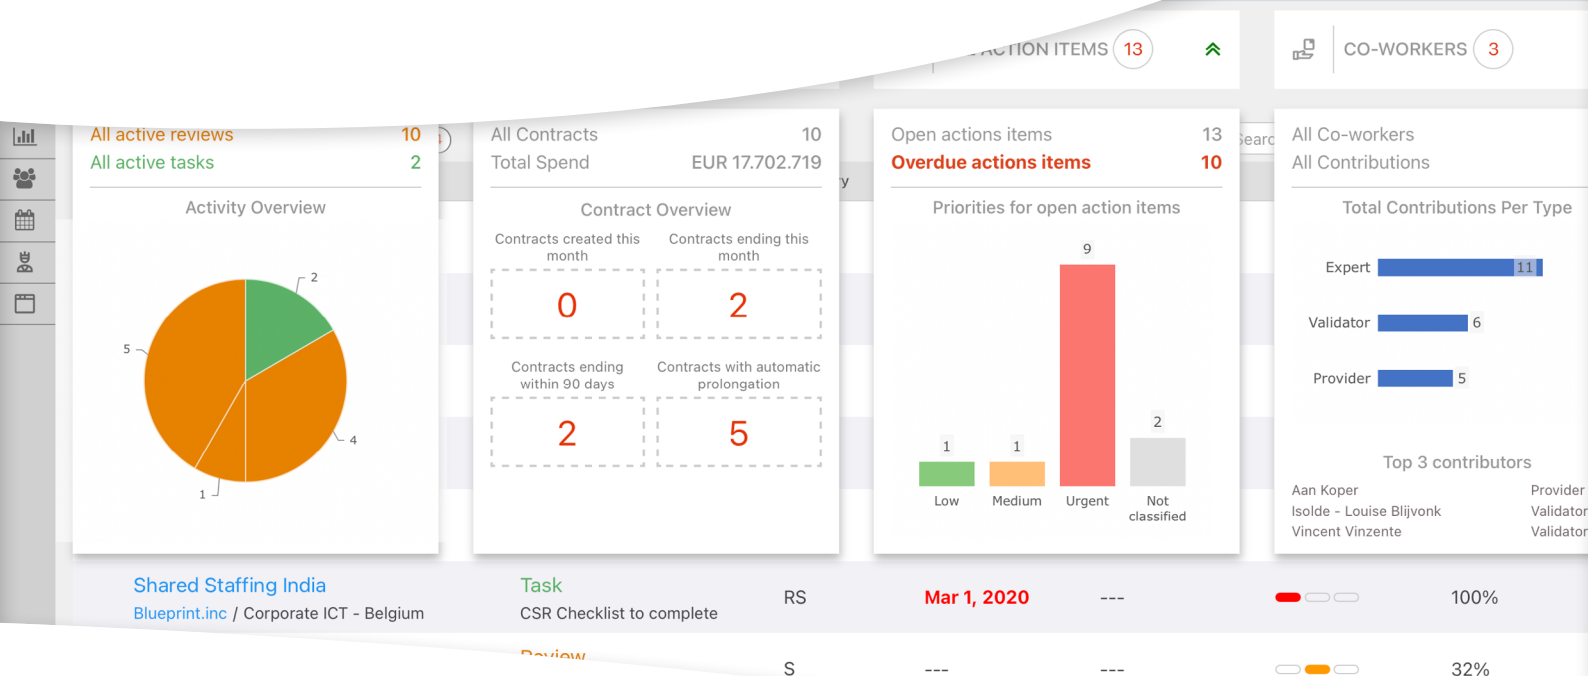 ACTION ITEMS 13
CO-WORKERS 3
All active reviews 10
All active tasks 2
Activity Overview
2
5
4
1
All Contracts 10
Total Spend EUR 17.702.719
Contract Overview
Contracts created this
month
0
Contracts ending this
month
2
Contracts ending
within 90 days
2
Contracts with automatic
prolongation
5
Open actions items 13
Overdue actions items 10
Priorities for open action items
9
2
1
1
Low
Medium
Urgent
Not
classified
All Co-workers
All Contributions
Total Contributions Per Type
Expert 11
Validator 6
Provider 5
Top 3 contributors
Aan Koper Provider
Isolde - Louise Blijvonk Validator
Vincent Vinzente Validator
Shared Staffing India
Blueprint.inc / Corporate ICT - Belgium
Task
CSR Checklist to complete
RS
Mar 1, 2020
---
100%
Review
S
---
---
32%